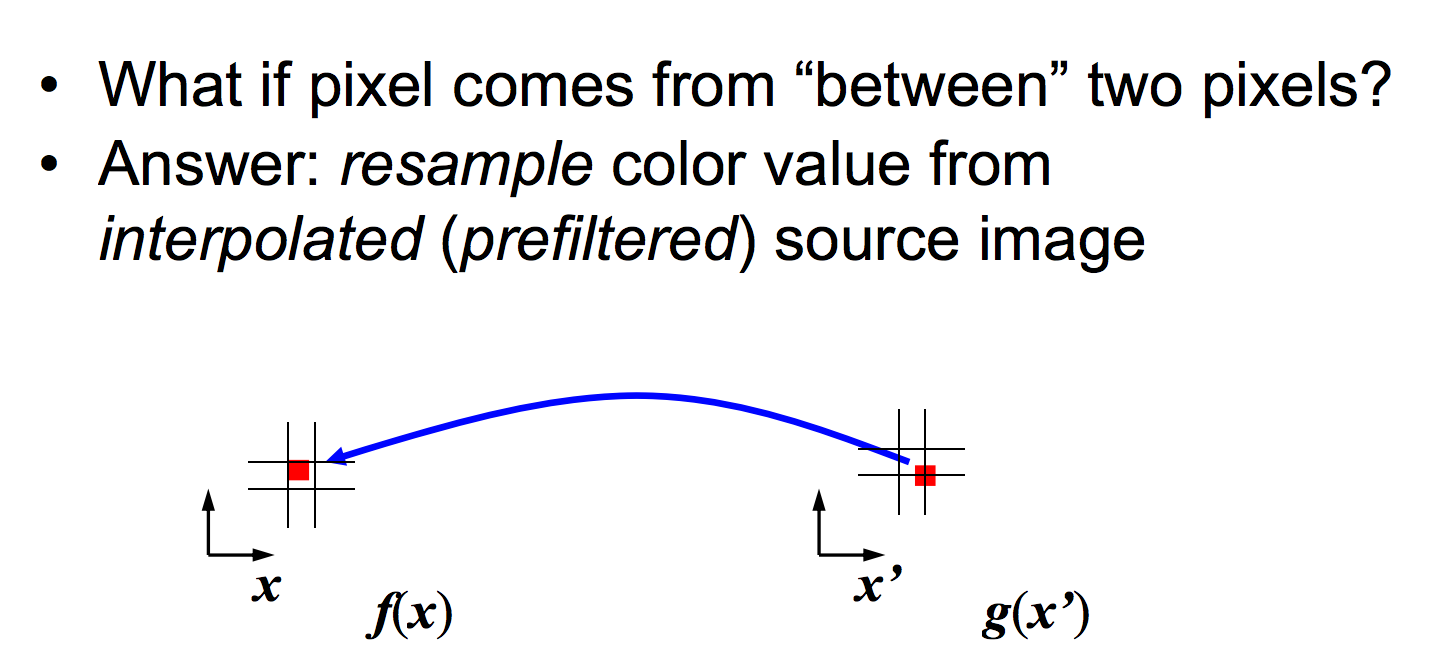 • What if pixel comes from “between” two pixels?
• Answer: resample color value from
interpolated (prefiltered) source image
x
f(x)
x’
g(x’)